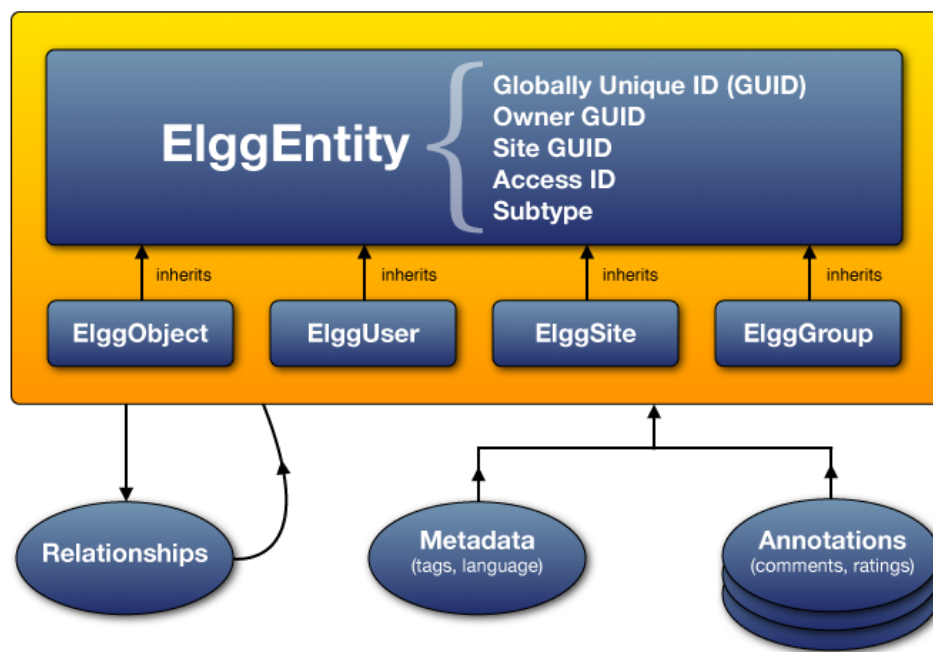 ElggEntity
Globally Unique ID (GUID)
Owner GUID
Site GUID
Access ID
Subtype
inherits
inherits
inherits
inherits
ElggObject
ElggUser
ElggSite
ElggGroup
Relationships
Metadata
(tags, language)
Annotations
(comments, ratings)